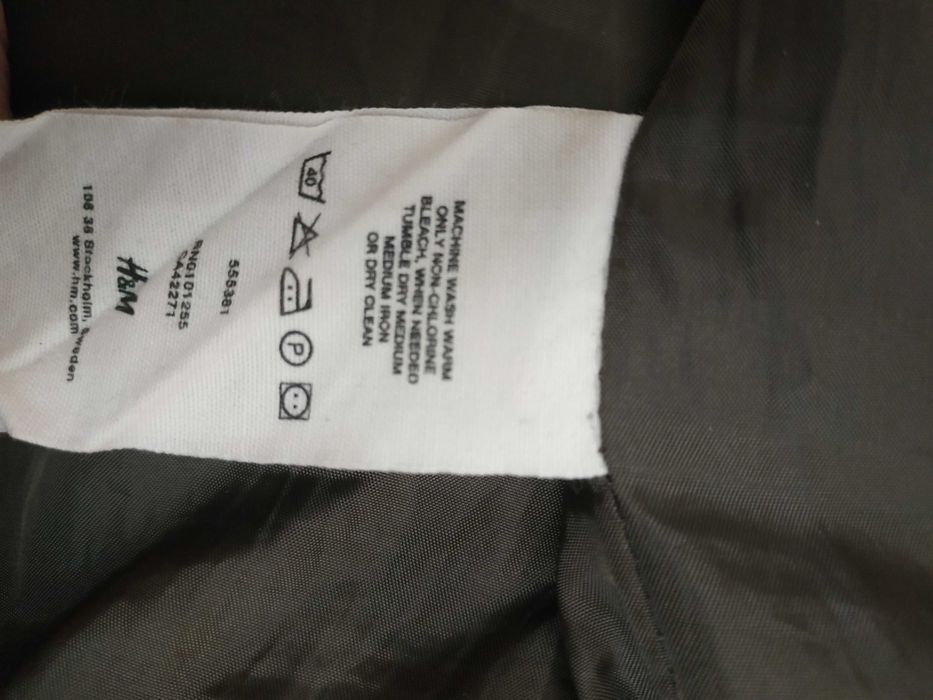 MACHINE WASH WARM
ONLY NON-CHLORINE
BLEACH, WHEN NEEDED
TUMBLE DRY MEDIUM
MEDIUM IRON
OR DRY CLEAN
40
P
555381
RN0101255
CA42271
H&M
106 38 Stockholm, Sweden
www.hm.com